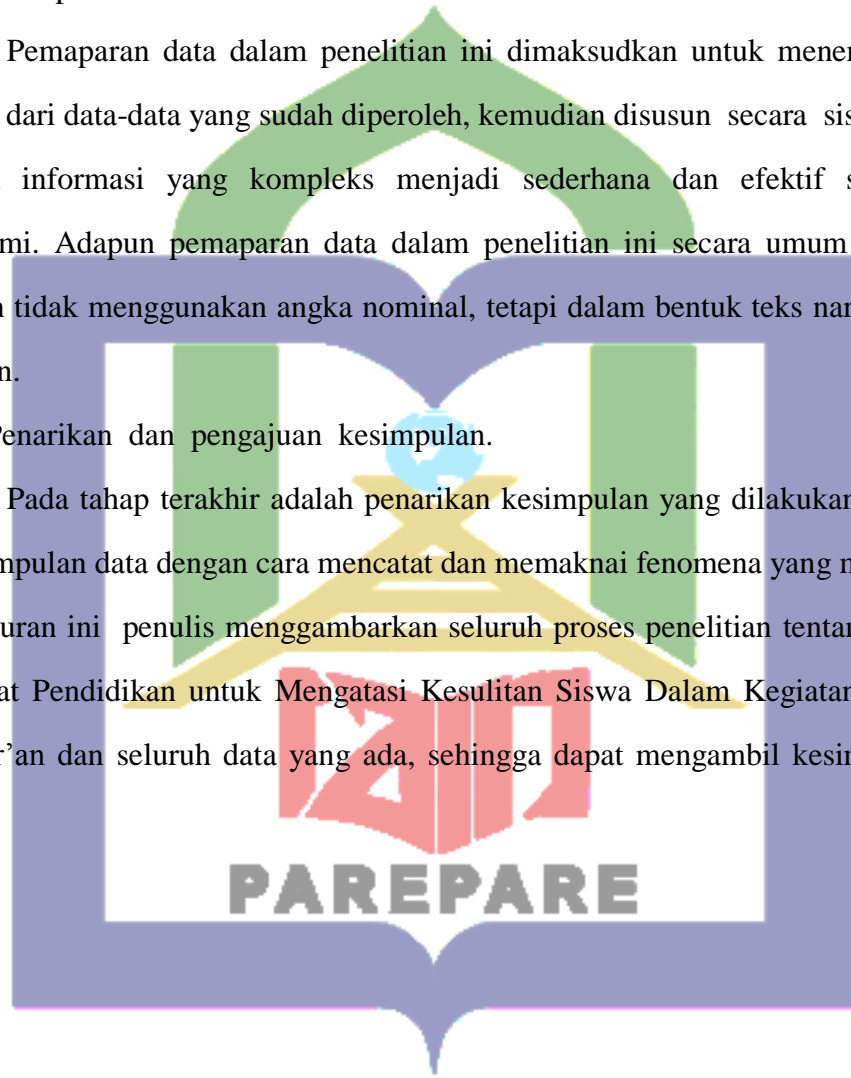 Pemaparan data dalam penelitian ini dimaksudkan untuk mener
dari data-data yang sudah diperoleh, kemudian disusun secara sis
informasi yang kompleks menjadi sederhana dan efektif s
mi. Adapun pemaparan data dalam penelitian ini secara umum
n tidak menggunakan angka nominal, tetapi dalam bentuk teks nar
n.
Penarikan dan pengajuan kesimpulan.
Pada tahap terakhir adalah penarikan kesimpulan yang dilakukan
mpulan data dengan cara mencatat dan memaknai fenomena yang n
uran ini penulis menggambarkan seluruh proses penelitian tentan
at Pendidikan untuk Mengatasi Kesulitan Siswa Dalam Kegiatan
r’an dan seluruh data yang ada, sehingga dapat mengambil kesin
PAREPARE